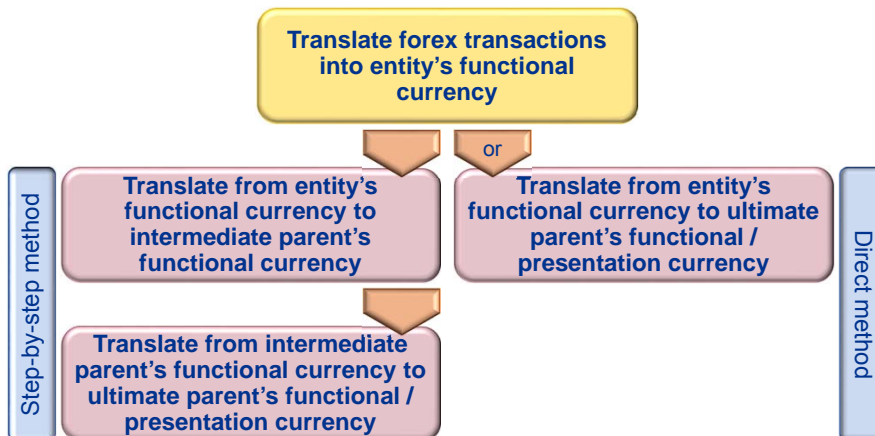 Translate forex transactions
into entity’s functional
currency
or
Step-by-step method
Translate from entity’s
functional currency to
intermediate parent’s
functional currency
Translate from entity’s
functional currency to ultimate
parent’s functional /
presentation currency
Direct method
Translate from intermediate
parent’s functional currency to
ultimate parent’s functional /
presentation currency